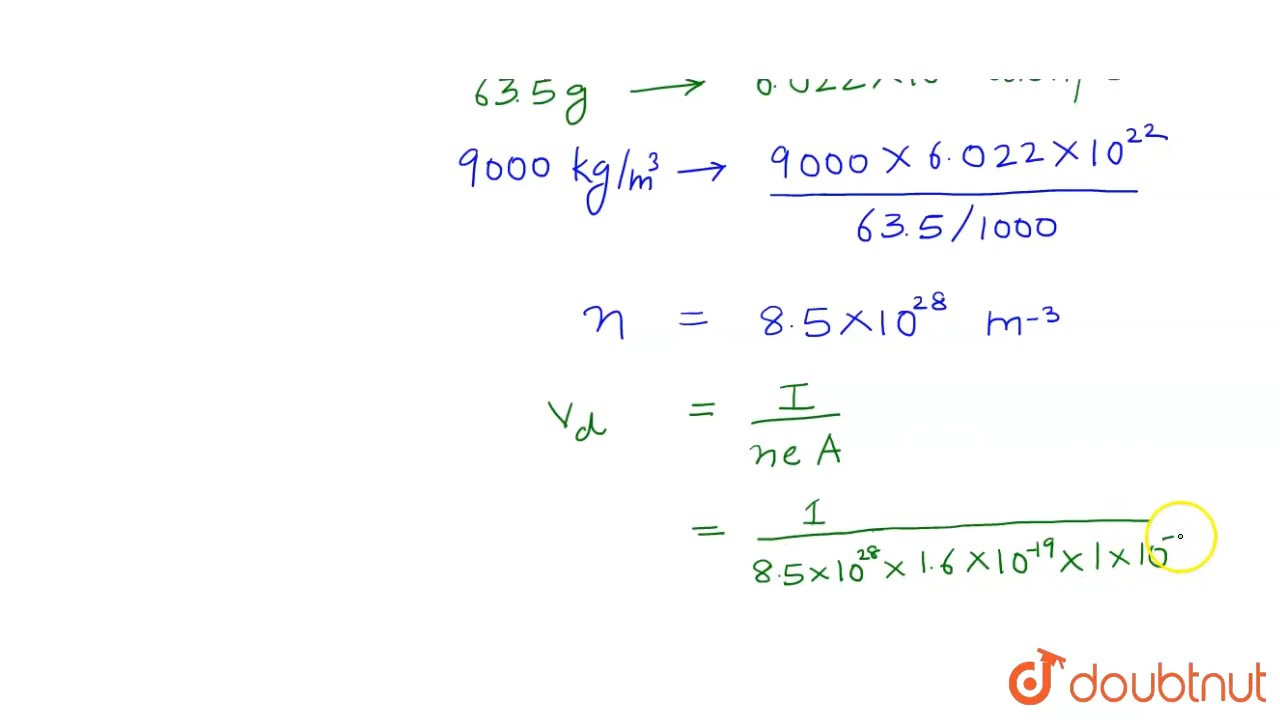 63.5g →
9000 kg/m³ → 9000 × 6.022 × 10²²
63.5/1000
n = 8.5×10²⁸ m-3
Vd = I
neA
= 1
8.5×10²⁸ × 1.6×10⁻¹⁹ × 1×10⁻
doubtnut